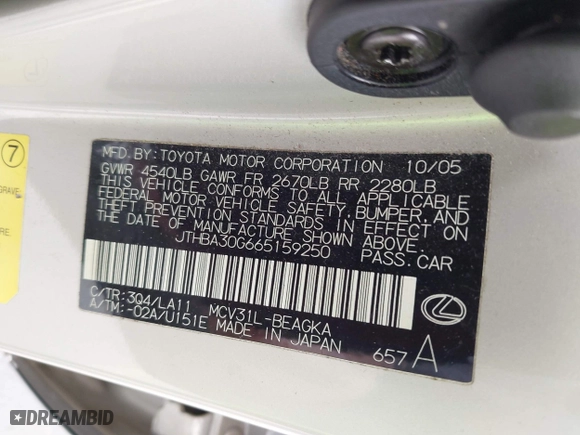 7
GRAVE
MFD.BY:TOYOTA MOTOR CORPORATION 10/05
GVWR 4540LB GAWR FR 2670LB RR 2280LB
THIS VEHICLE CONFORMS TO ALL APPLICABLE
FEDERAL MOTOR VEHICLE SAFETY, BUMPER, AND
THEFT PREVENTION STANDARDS IN EFFECT ON
THE DATE OF MANUFACTURE SHOWN ABOVE.
JTHBA30G665159250 PASS.CAR
C/TR:3Q4/LA11 MCV31L-BEAGKA
A/TM:-02A/U151E MADE IN JAPAN
657 A
DREAMBID